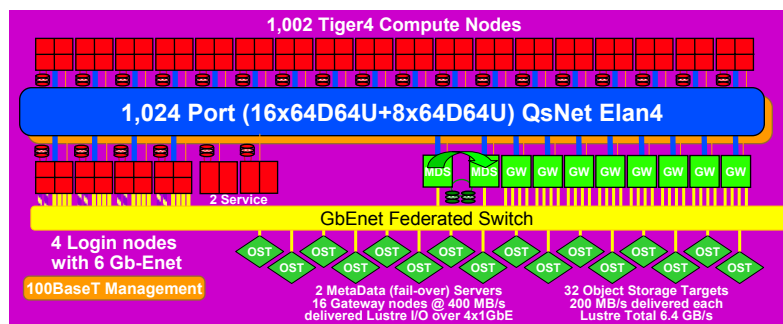 1,002 Tiger4 Compute Nodes
1,024 Port (16x64D64U+8x64D64U) QsNet Elan4
MDS MDS GW GW GW GW GW GW GW GW
2 Service
GbEnet Federated Switch
4 Login nodes
with 6 Gb-Enet
100BaseT Management
OST OST OST OST OST OST OST OST
OST OST OST OST OST OST OST OST
2 MetaData (fail-over) Servers
16 Gateway nodes @ 400 MB/s
delivered Lustre I/O over 4x1GbE
32 Object Storage Targets
200 MB/s delivered each
Lustre Total 6.4 GB/s